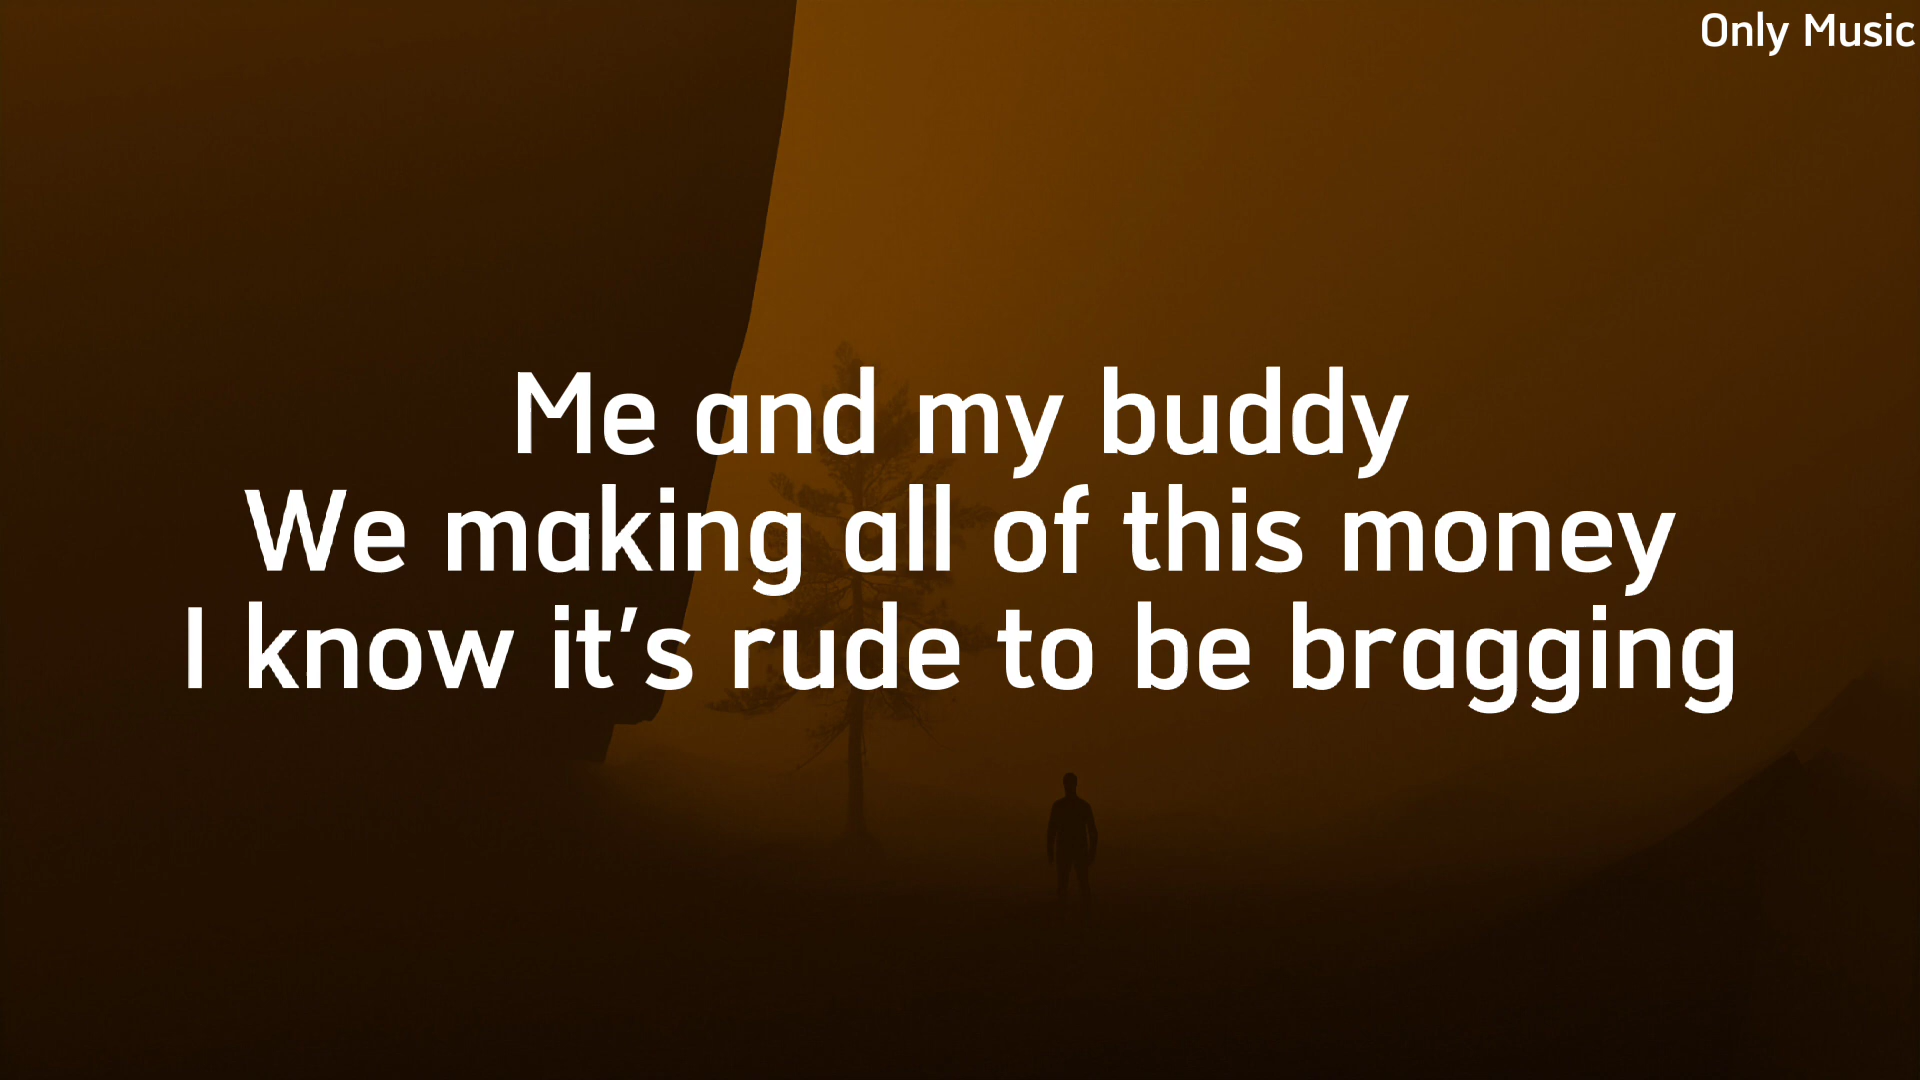 Only Music
Me and my buddy
We making all of this money
I know it's rude to be bragging